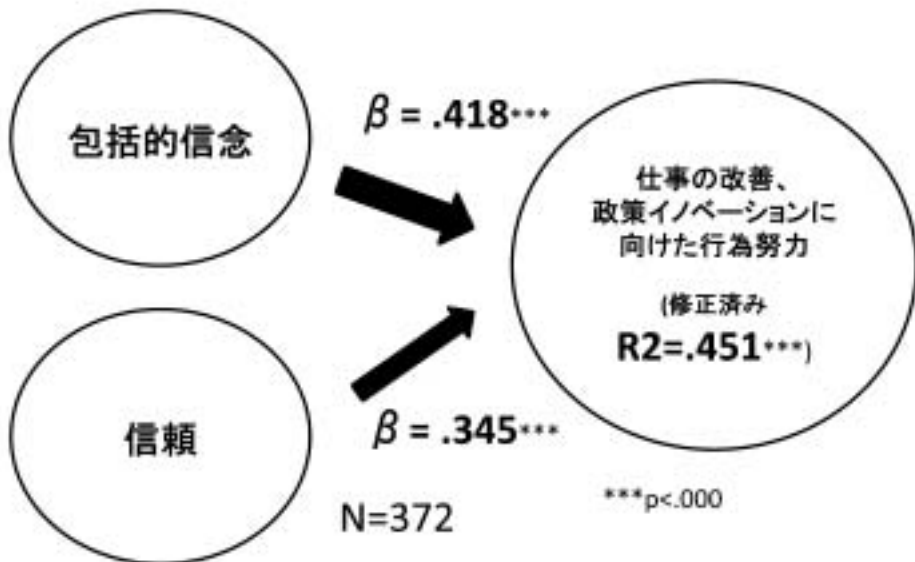 包括的信念
β = .418***
仕事の改善、
政策イノベーションに
向けた行為努力
(修正済み
R2=.451***)
信頼
β = .345***
N=372
***p<.000